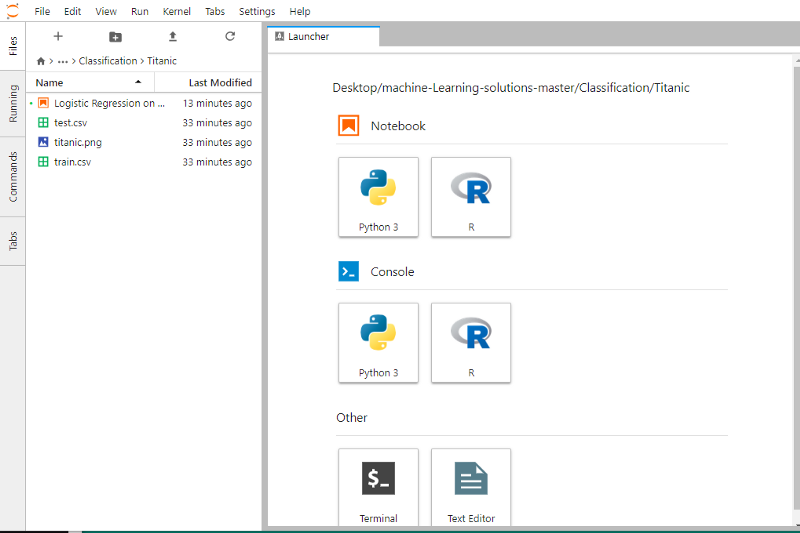 File Edit View Run Kernel Tabs Settings Help
Files
Running
Commands
Tabs
... > Classification > Titanic
Name Last Modified
Logistic Regression on ... 13 minutes ago
test.csv 33 minutes ago
titanic.png 33 minutes ago
train.csv 33 minutes ago
Launcher
Desktop/machine-Learning-solutions-master/Classification/Titanic
Notebook
Python 3 R
Console
Python 3 R
Other
$_
Terminal Text Editor